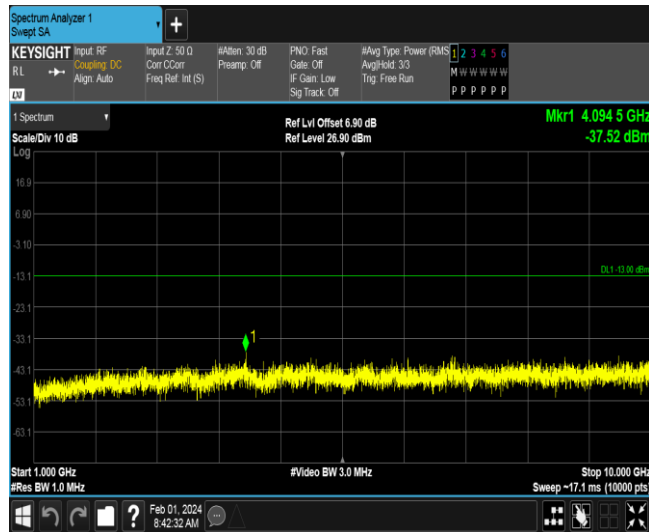 Spectrum Analyzer 1
Swept SA
+
KEYSIGHT
RL
LXI
Input: RF
Coupling: DC
Align: Auto
Input Z: 50 Ω
Corr CCorr
Freq Ref: Int (S)
#Atten: 30 dB
Preamp: Off
PNO: Fast
Gate: Off
IF Gain: Low
Sig Track: Off
#Avg Type: Power (RMS
Avg|Hold: 3/3
Trig: Free Run
1 2 3 4 5 6
M W W W W W
P P P P P P
1 Spectrum
Scale/Div 10 dB
Log
Ref Lvl Offset 6.90 dB
Ref Level 26.90 dBm
Mkr1 4.094 5 GHz
-37.52 dBm
16.9
6.90
-3.10
-13.1
DL1 -13.00 dBm
-23.1
-33.1
1
-43.1
-53.1
-63.1
Start 1.000 GHz
#Res BW 1.0 MHz
#Video BW 3.0 MHz
Stop 10.000 GHz
Sweep ~17.1 ms (10000 pts)
?
Feb 01, 2024
8:42:32 AM